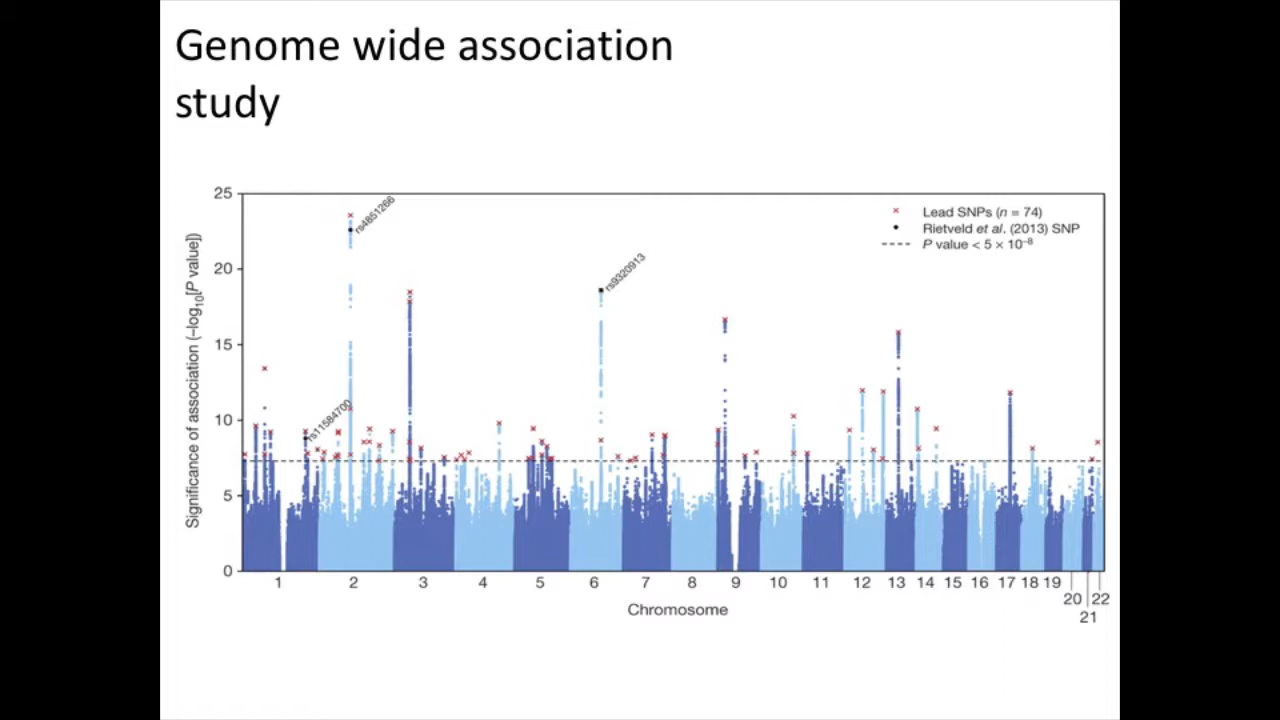 Genome wide association
study
25
20
15
10
5
0
Significance of association (–log10[P value])
rs4851266
rs9320913
rs11584700
Lead SNPs (n = 74)
Rietveld et al. (2013) SNP
P value < 5 × 10–8
1 2 3 4 5 6 7 8 9 10 11 12 13 14 15 16 17 18 19
20 22
21
Chromosome